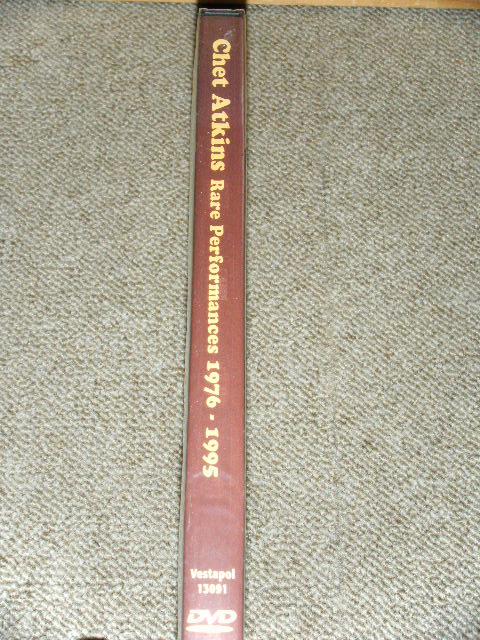 Chet Atkins Rare Performances 1976 - 1995
Vestapol
13091
DVD